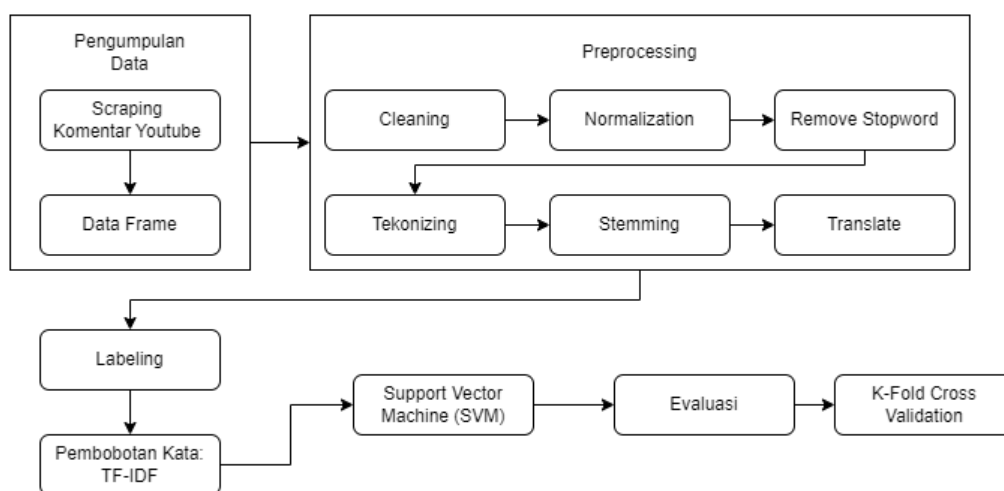 Pengumpulan
Data
Scraping
Komentar Youtube
Data Frame
Preprocessing
Cleaning
Normalization
Remove Stopword
Tekonizing
Stemming
Translate
Labeling
Pembobotan Kata:
TF-IDF
Support Vector
Machine (SVM)
Evaluasi
K-Fold Cross
Validation